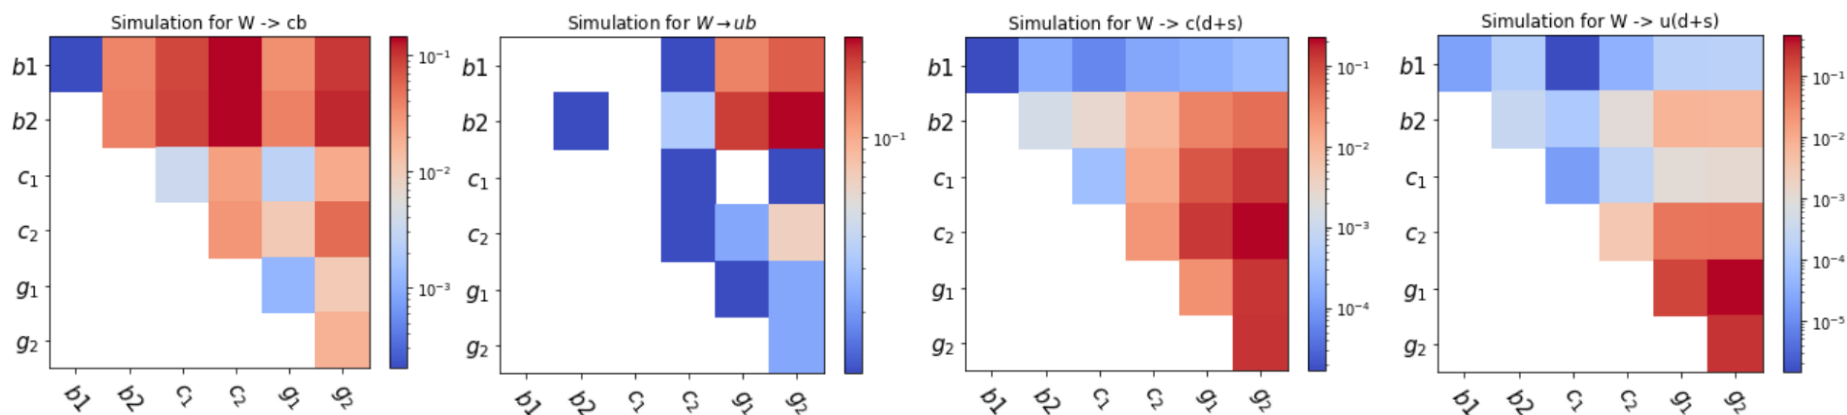 Simulation for W -> cb
b1
b2
c₁
c₂
g₁
g₂
b1
b2
c₁
c₂
g₁
g₂
10⁻¹
10⁻²
10⁻³
Simulation for W→ub
b1
b2
c₁
c₂
g₁
g₂
b1
b2
c₁
c₂
g₁
g₂
10⁻¹
Simulation for W -> c(d+s)
b1
b2
c₁
c₂
g₁
g₂
b1
b2
c₁
c₂
g₁
g₂
10⁻¹
10⁻²
10⁻³
10⁻⁴
Simulation for W -> u(d+s)
b1
b2
c₁
c₂
g₁
g₂
b1
b2
c₁
c₂
g₁
g₂
10⁻¹
10⁻²
10⁻³
10⁻⁴
10⁻⁵